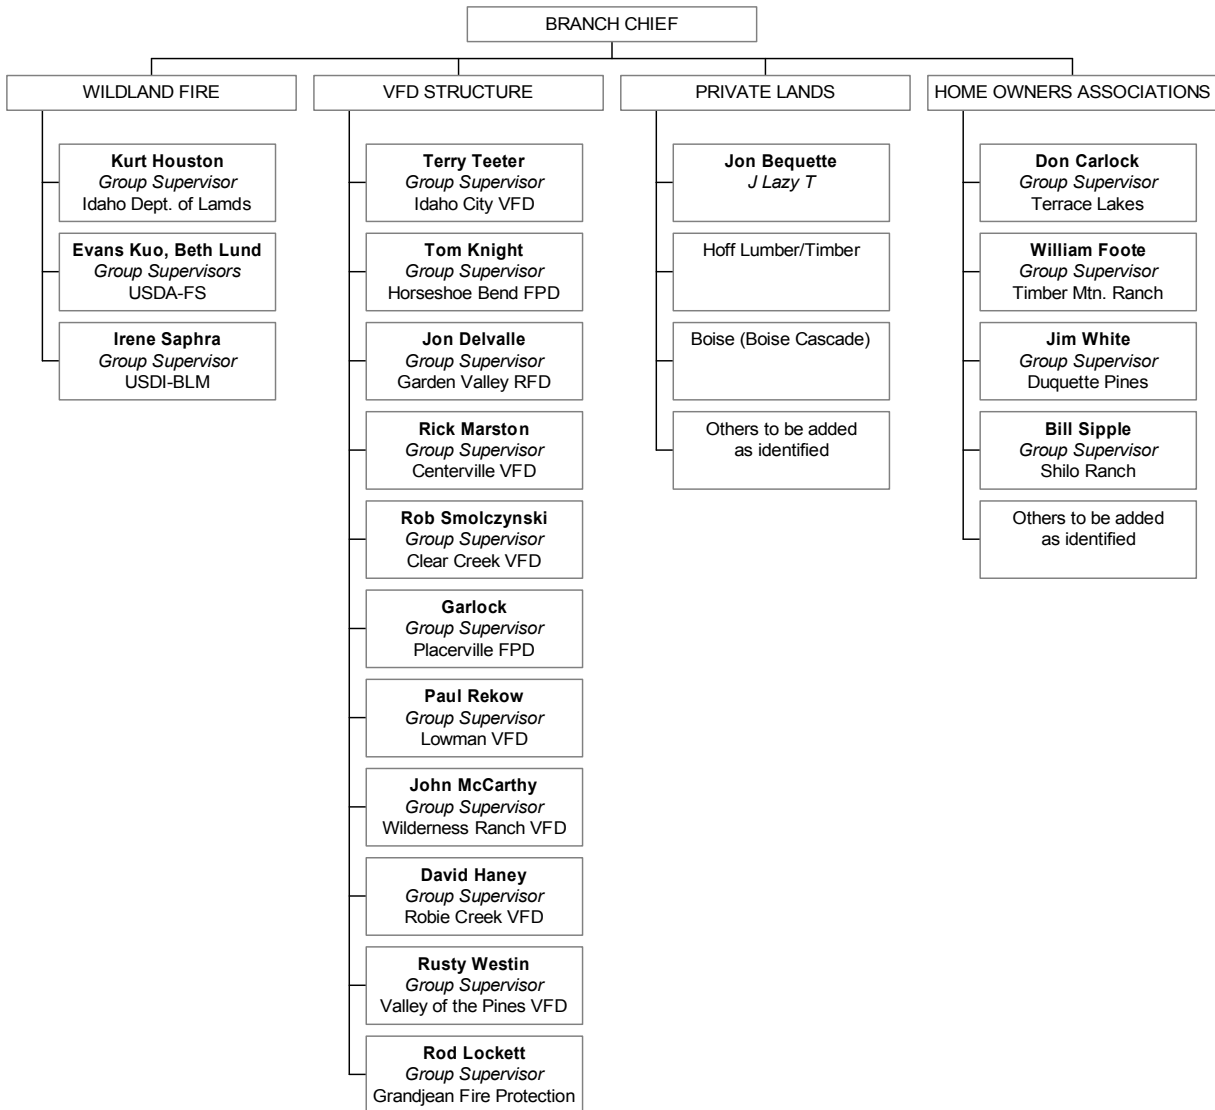 BRANCH CHIEF
WILDLAND FIRE
Kurt Houston
Group Supervisor
Idaho Dept. of Lamds
Evans Kuo, Beth Lund
Group Supervisors
USDA-FS
Irene Saphra
Group Supervisor
USDI-BLM
VFD STRUCTURE
Terry Teeter
Group Supervisor
Idaho City VFD
Tom Knight
Group Supervisor
Horseshoe Bend FPD
Jon Delvalle
Group Supervisor
Garden Valley RFD
Rick Marston
Group Supervisor
Centerville VFD
Rob Smolczynski
Group Supervisor
Clear Creek VFD
Garlock
Group Supervisor
Placerville FPD
Paul Rekow
Group Supervisor
Lowman VFD
John McCarthy
Group Supervisor
Wilderness Ranch VFD
David Haney
Group Supervisor
Robie Creek VFD
Rusty Westin
Group Supervisor
Valley of the Pines VFD
Rod Lockett
Group Supervisor
Grandjean Fire Protection
PRIVATE LANDS
Jon Bequette
J Lazy T
Hoff Lumber/Timber
Boise (Boise Cascade)
Others to be added
as identified
HOME OWNERS ASSOCIATIONS
Don Carlock
Group Supervisor
Terrace Lakes
William Foote
Group Supervisor
Timber Mtn. Ranch
Jim White
Group Supervisor
Duquette Pines
Bill Sipple
Group Supervisor
Shilo Ranch
Others to be added
as identified